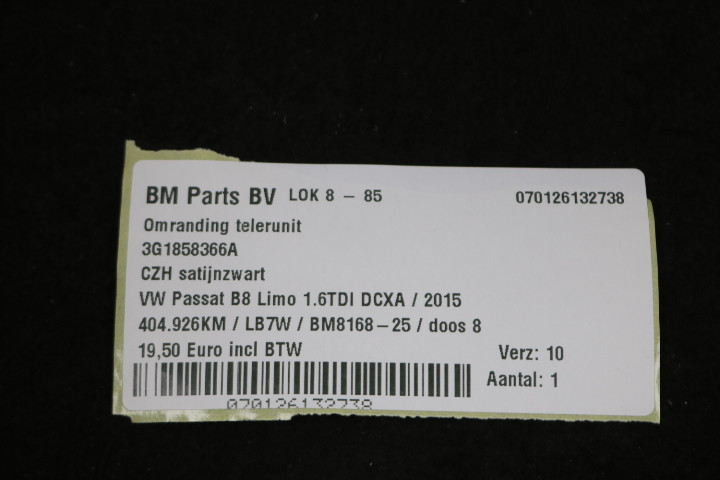 BM Parts BV LOK 8 - 85 070126132738
Omranding telerunit
3G1858366A
CZH satijnzwart
VW Passat B8 Limo 1.6TDI DCXA / 2015
404.926KM / LB7W / BM8168-25 / doos 8
19,50 Euro incl BTW Verz: 10
Aantal: 1
070126132738